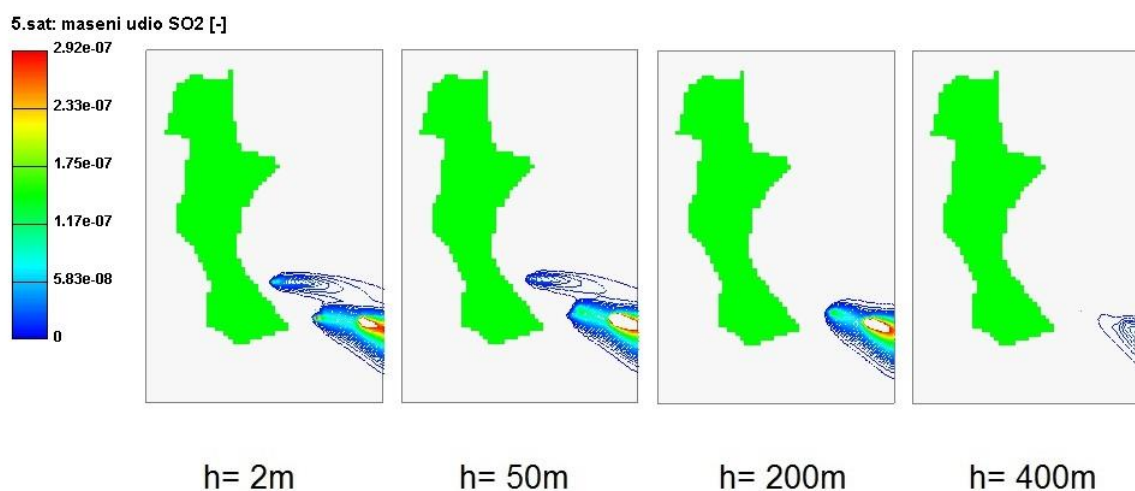 5.sat: maseni udio SO2 [-]
2.92e-07
2.33e-07
1.75e-07
1.17e-07
5.83e-08
0
h= 2m h= 50m h= 200m h= 400m